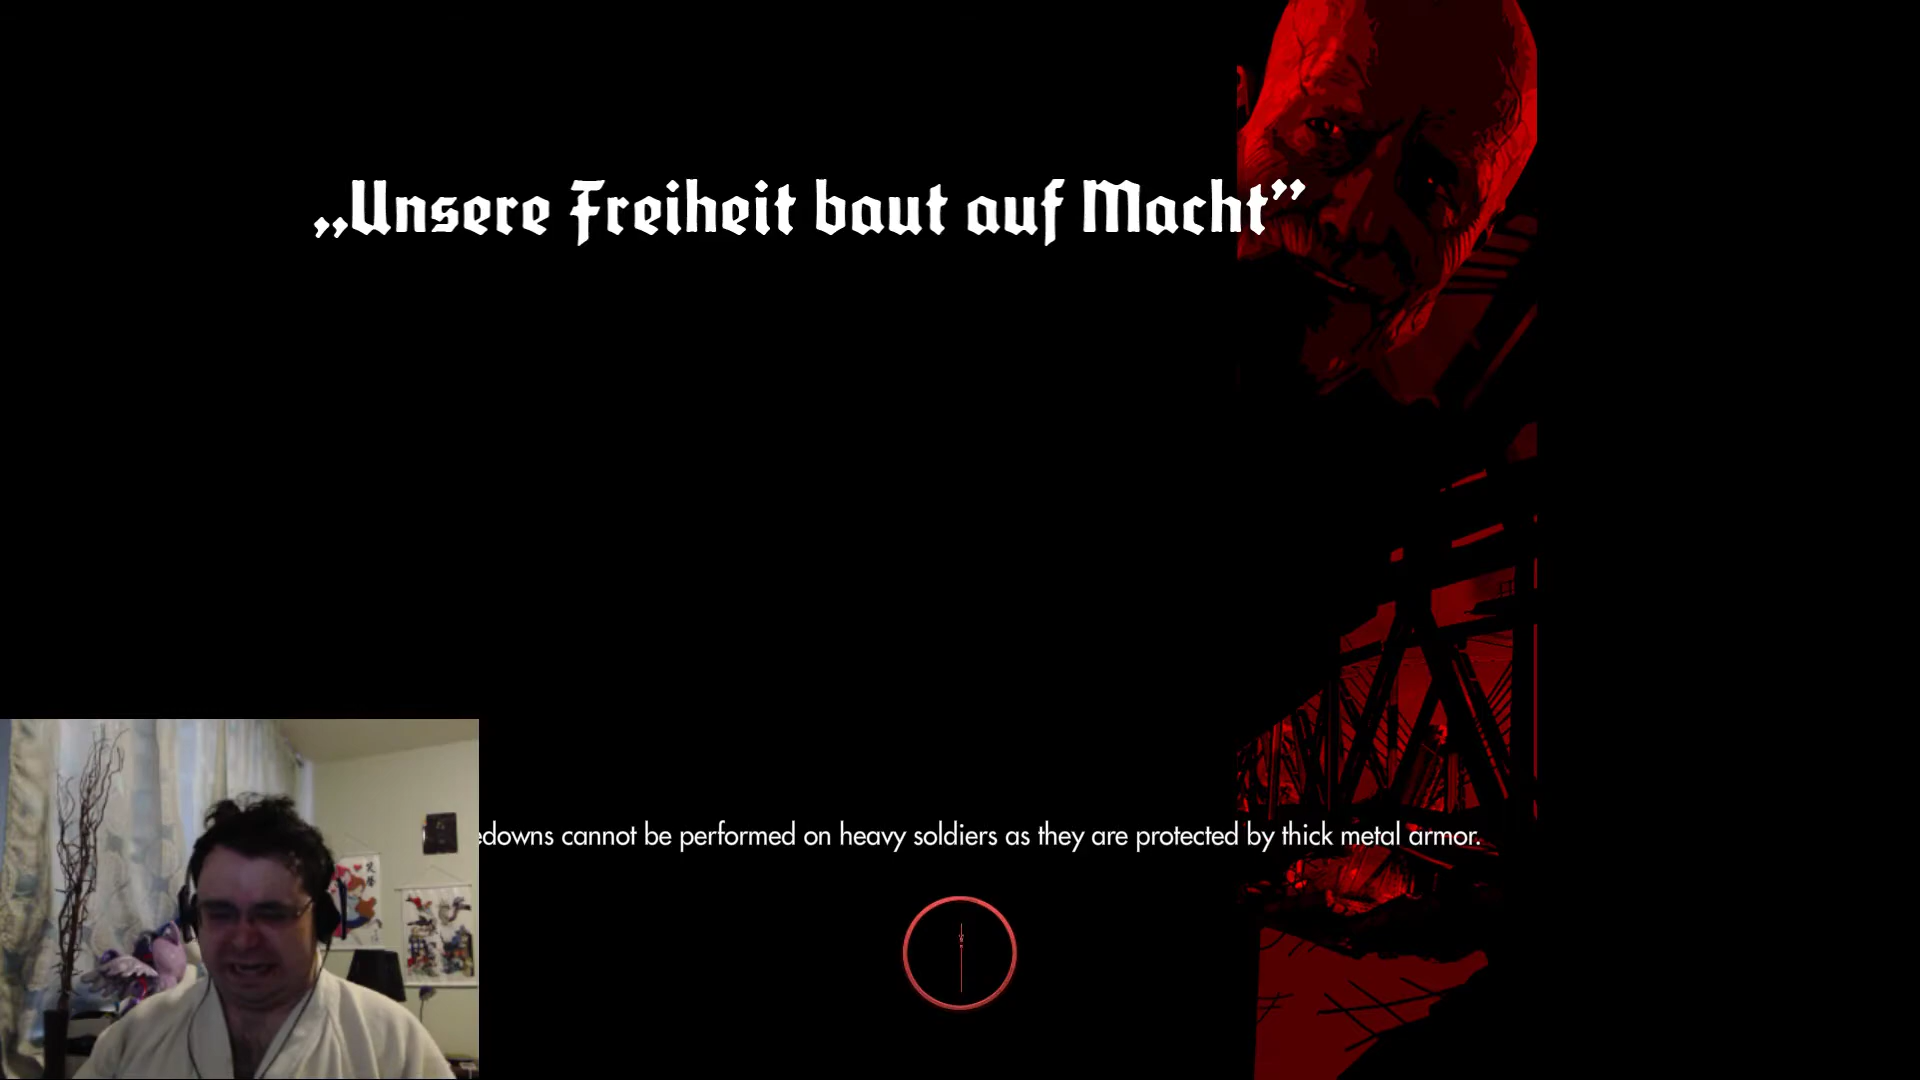 „Unsere Freiheit baut auf Macht”
edowns cannot be performed on heavy soldiers as they are protected by thick metal armor.